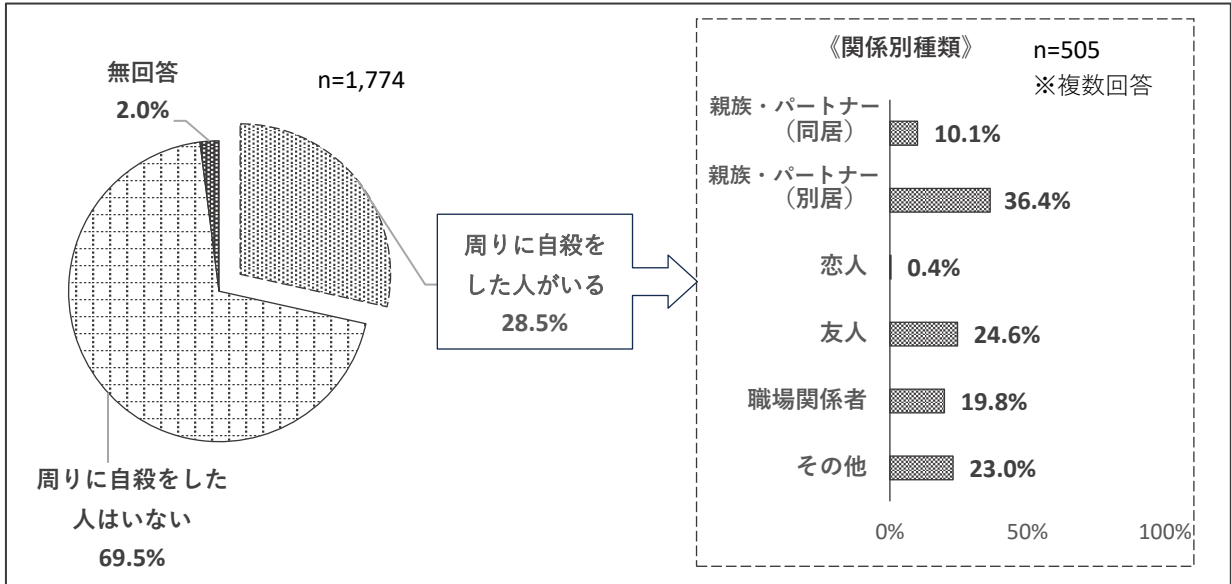 無回答
2.0%
n=1,774
周りに自殺を
した人がいる
28.5%
周りに自殺をした
人はいない
69.5%
《関係別種類》
n=505
※複数回答
親族・パートナー
（同居）
10.1%
親族・パートナー
（別居）
36.4%
恋人
0.4%
友人
24.6%
職場関係者
19.8%
その他
23.0%
0%
50%
100%